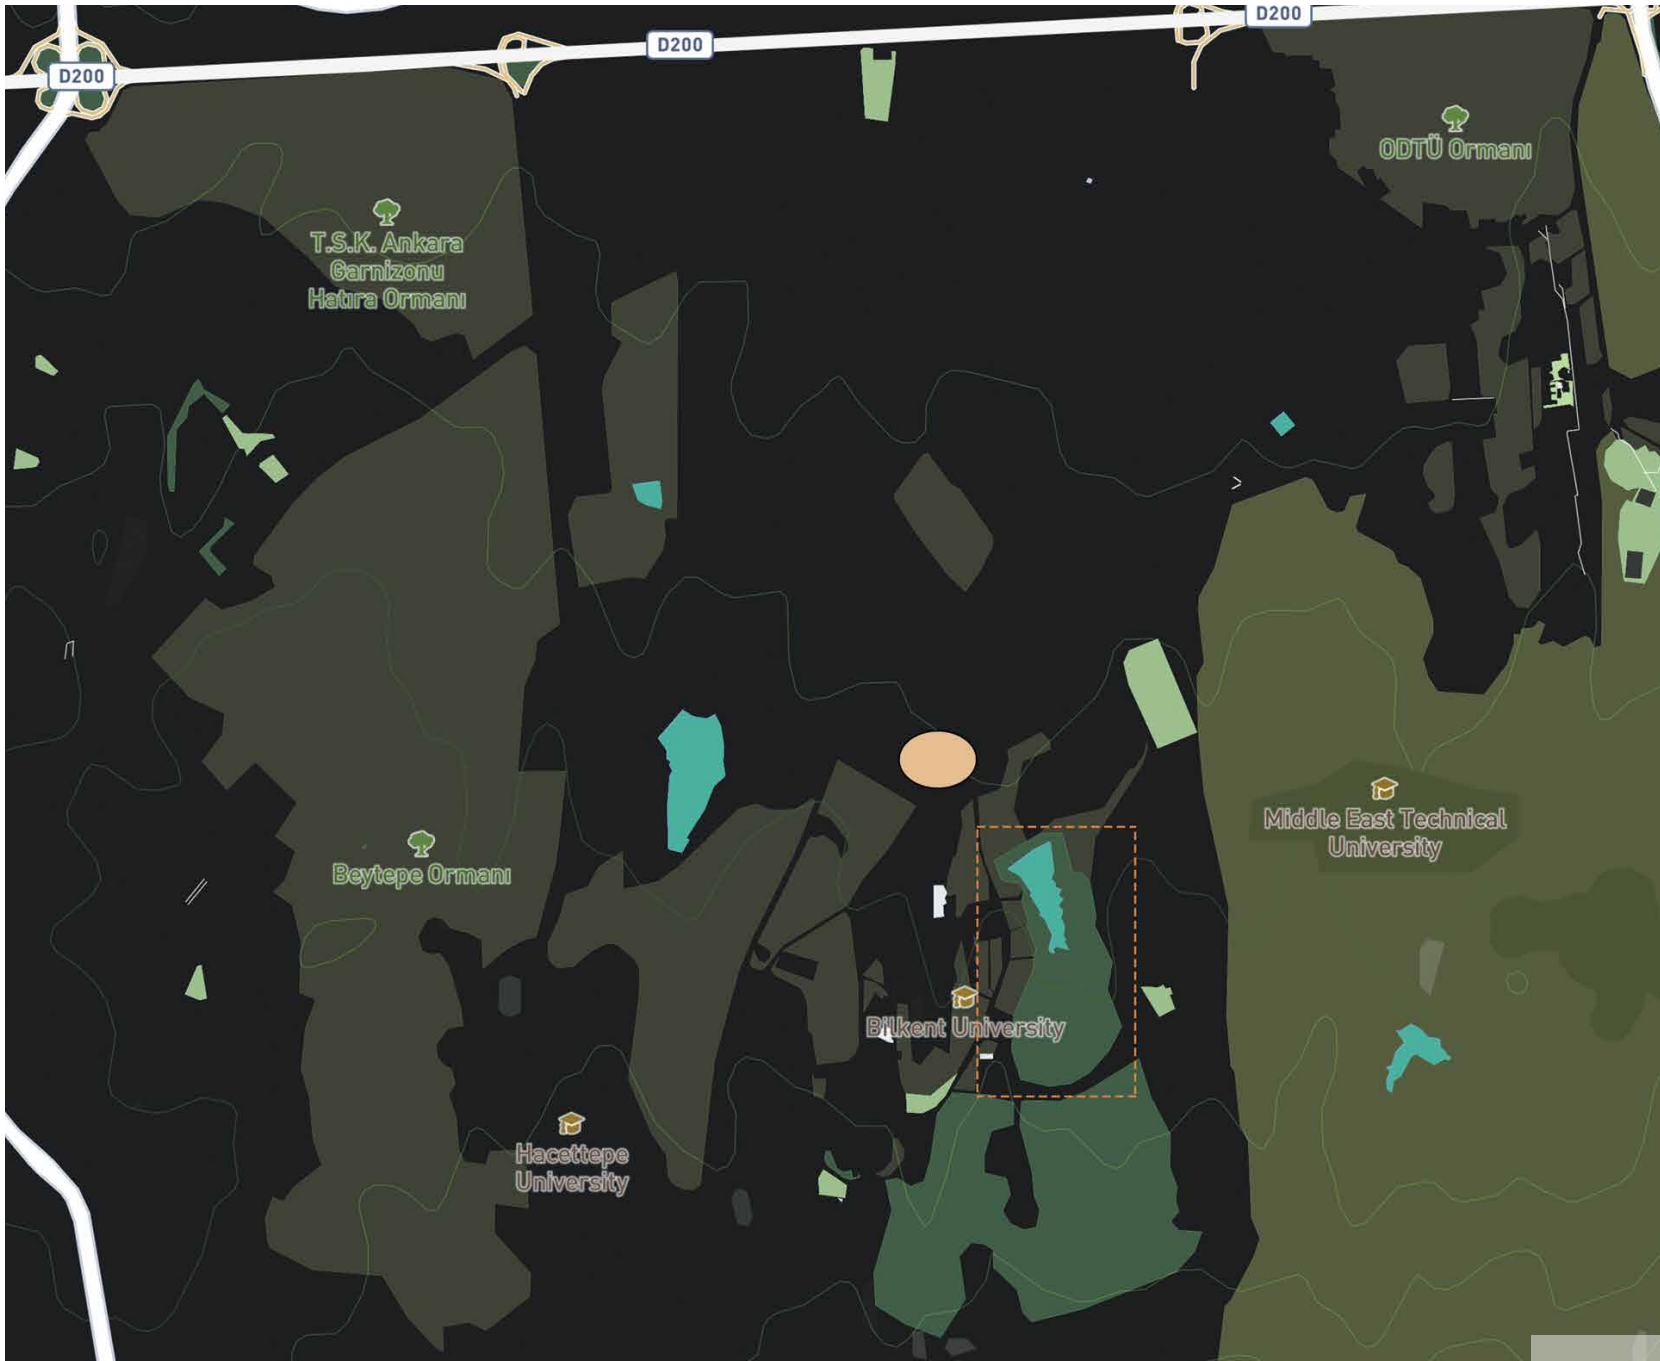 D200
D200
D200
ODTÜ Ormanı
T.S.K. Ankara
Garnizonu
Hatıra Ormanı
Middle East Technical
University
Beytepe Ormanı
Bilkent University
Hacettepe
University